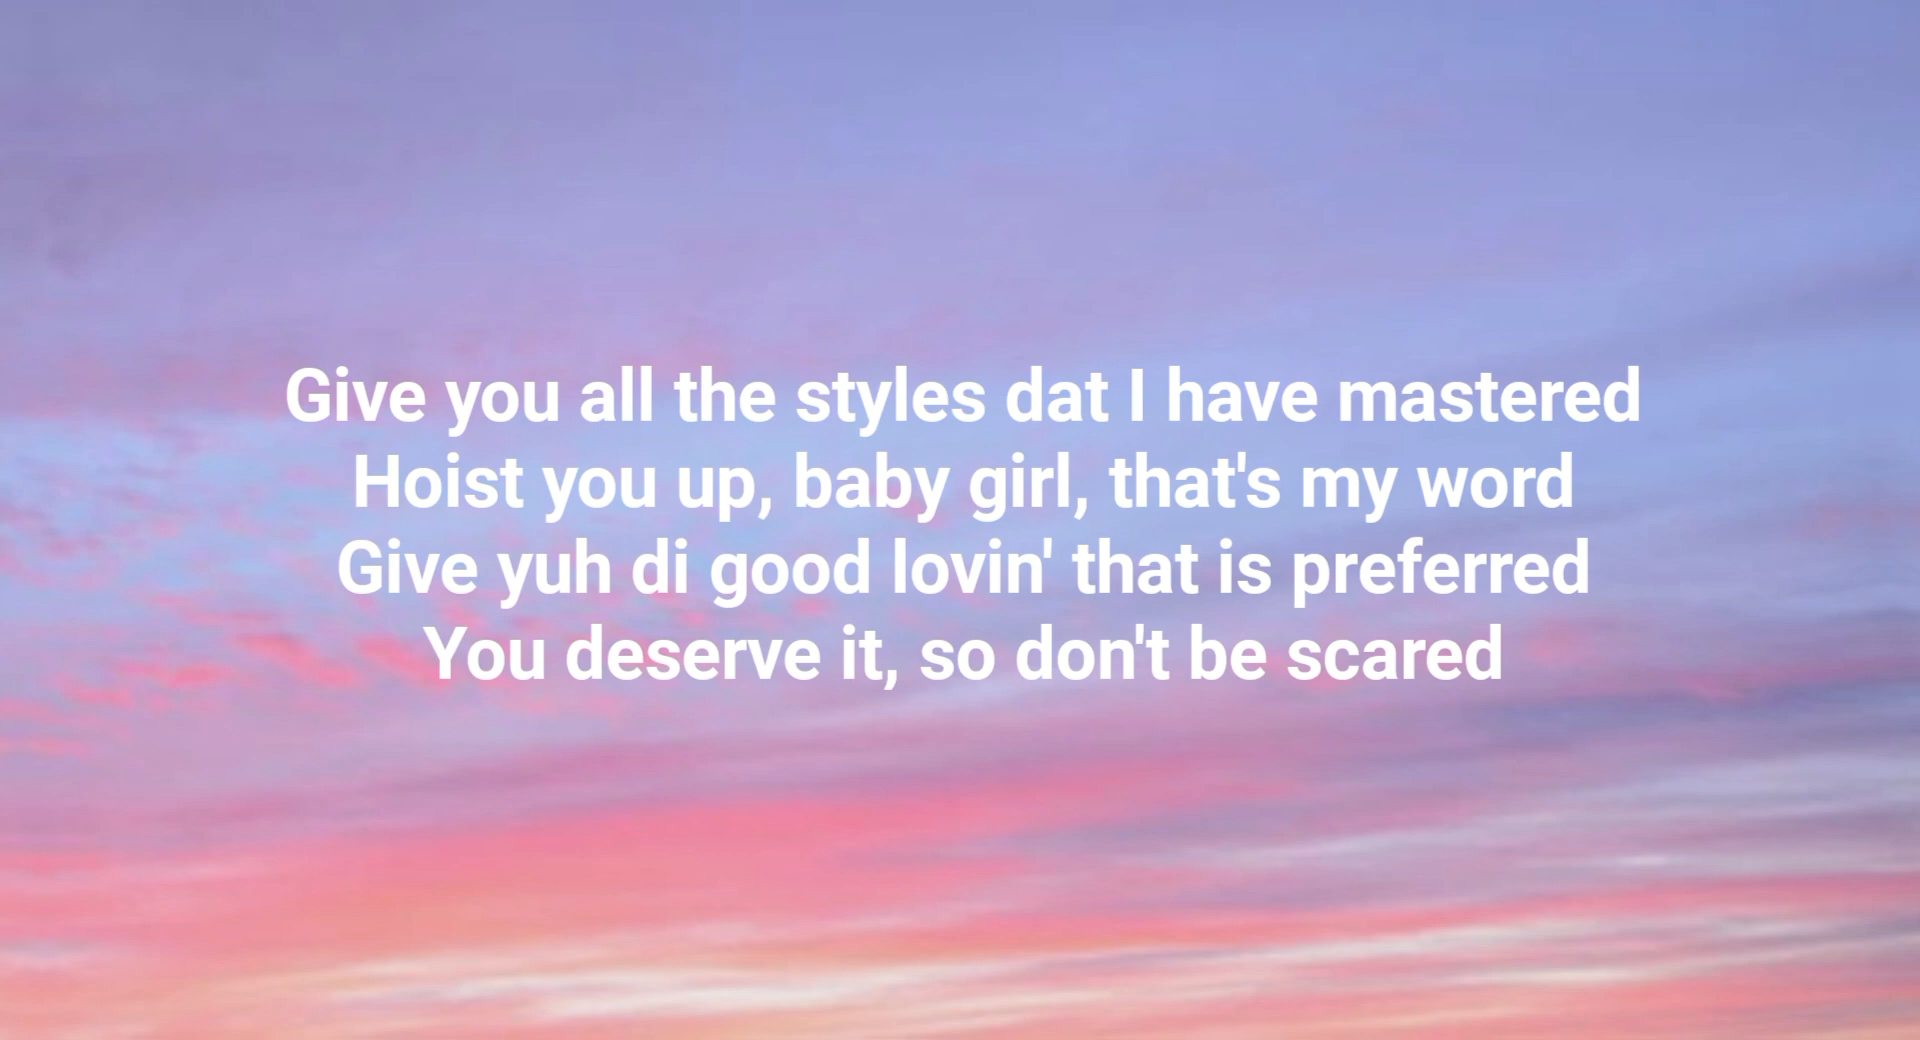 Give you all the styles dat I have mastered
Hoist you up, baby girl, that's my word
Give yuh di good lovin' that is preferred
You deserve it, so don't be scared